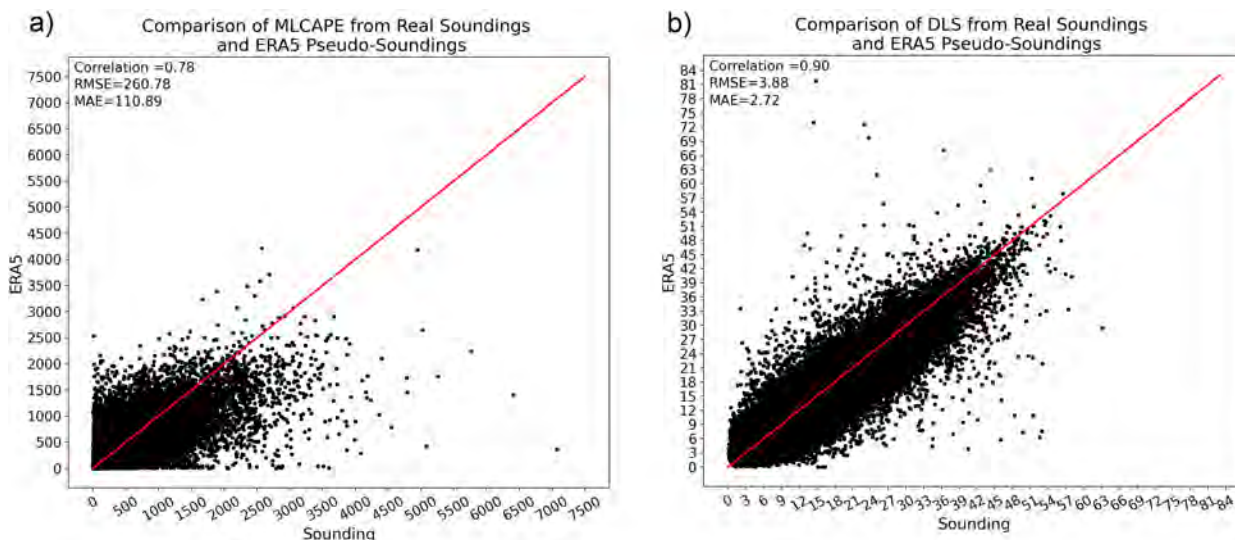 a)
Comparison of MLCAPE from Real Soundings
and ERA5 Pseudo-Soundings
Correlation =0.78
RMSE=260.78
MAE=110.89
7500
7000
6500
6000
5500
5000
4500
4000
3500
3000
2500
2000
1500
1000
500
0
ERA5
0 500 1000 1500 2000 2500 3000 3500 4000 4500 5000 5500 6000 6500 7000 7500
Sounding
b)
Comparison of DLS from Real Soundings
and ERA5 Pseudo-Soundings
Correlation =0.90
RMSE=3.88
MAE=2.72
84
81
78
75
72
69
66
63
60
57
54
51
48
45
42
39
36
33
30
27
24
21
18
15
12
9
6
3
0
ERA5
0 3 6 9 12 15 18 21 24 27 30 33 36 39 42 45 48 51 54 57 60 63 66 69 72 75 78 81 84
Sounding